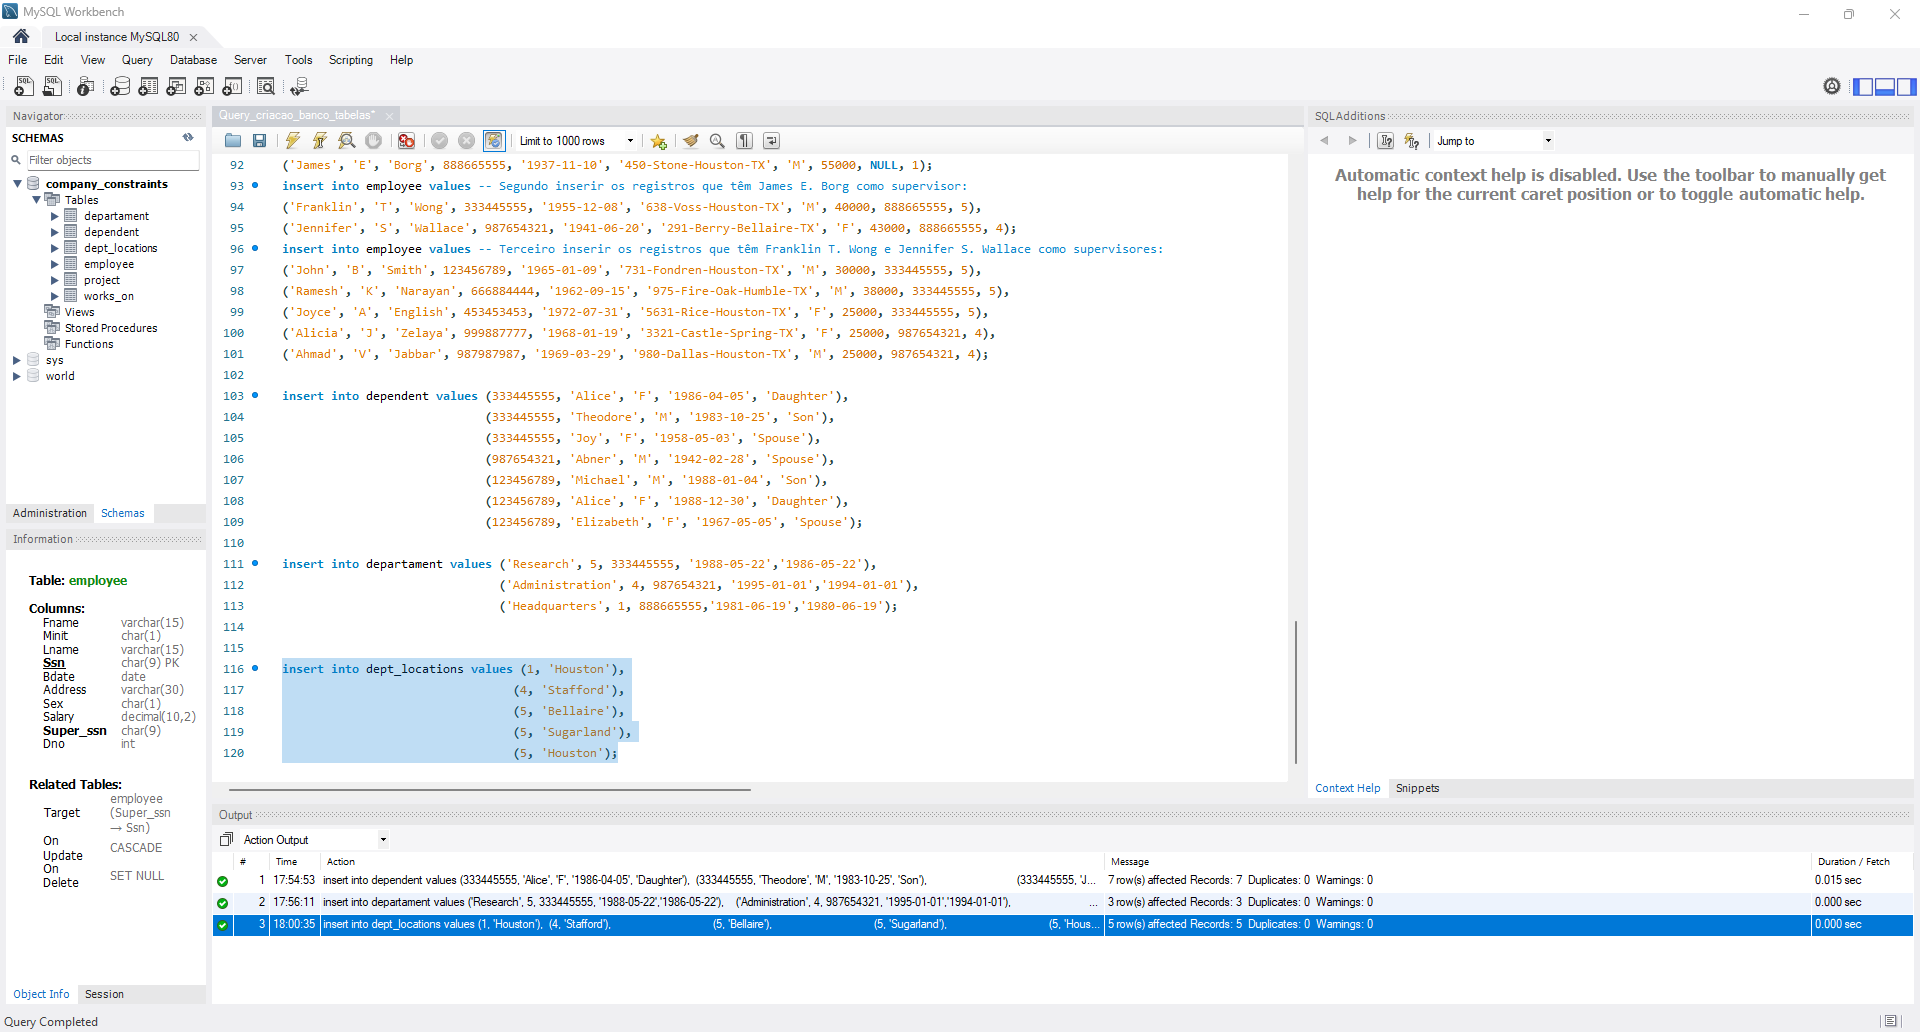 MySQL Workbench
Local instance MySQL80
File Edit View Query Database Server Tools Scripting Help
Navigator
SCHEMAS
Filter objects
company_constraints
Tables
departament
dependent
dept_locations
employee
project
works_on
Views
Stored Procedures
Functions
sys
world
Administration Schemas
Information
Table: employee
Columns:
Fname varchar(15)
Minit char(1)
Lname varchar(15)
Ssn char(9) PK
Bdate date
Address varchar(30)
Sex char(1)
Salary decimal(10,2)
Super_ssn char(9)
Dno int
Related Tables:
Target employee (Super_ssn → Ssn)
On Update CASCADE
On Delete SET NULL
Object Info Session
Query_criacao_banco_tabelas*
Limit to 1000 rows
92 ('James', 'E', 'Borg', 888665555, '1937-11-10', '450-Stone-Houston-TX', 'M', 55000, NULL, 1);
93 insert into employee values -- Segundo inserir os registros que têm James E. Borg como supervisor:
94 ('Franklin', 'T', 'Wong', 333445555, '1955-12-08', '638-Voss-Houston-TX', 'M', 40000, 888665555, 5),
95 ('Jennifer', 'S', 'Wallace', 987654321, '1941-06-20', '291-Berry-Bellaire-TX', 'F', 43000, 888665555, 4);
96 insert into employee values -- Terceiro inserir os registros que têm Franklin T. Wong e Jennifer S. Wallace como supervisores:
97 ('John', 'B', 'Smith', 123456789, '1965-01-09', '731-Fondren-Houston-TX', 'M', 30000, 333445555, 5),
98 ('Ramesh', 'K', 'Narayan', 666884444, '1962-09-15', '975-Fire-Oak-Humble-TX', 'M', 38000, 333445555, 5),
99 ('Joyce', 'A', 'English', 453453453, '1972-07-31', '5631-Rice-Houston-TX', 'F', 25000, 333445555, 5),
100 ('Alicia', 'J', 'Zelaya', 999887777, '1968-01-19', '3321-Castle-Spring-TX', 'F', 25000, 987654321, 4),
101 ('Ahmad', 'V', 'Jabbar', 987987987, '1969-03-29', '980-Dallas-Houston-TX', 'M', 25000, 987654321, 4);
102
103 insert into dependent values (333445555, 'Alice', 'F', '1986-04-05', 'Daughter'),
104 (333445555, 'Theodore', 'M', '1983-10-25', 'Son'),
105 (333445555, 'Joy', 'F', '1958-05-03', 'Spouse'),
106 (987654321, 'Abner', 'M', '1942-02-28', 'Spouse'),
107 (123456789, 'Michael', 'M', '1988-01-04', 'Son'),
108 (123456789, 'Alice', 'F', '1988-12-30', 'Daughter'),
109 (123456789, 'Elizabeth', 'F', '1967-05-05', 'Spouse');
110
111 insert into departament values ('Research', 5, 333445555, '1988-05-22','1986-05-22'),
112 ('Administration', 4, 987654321, '1995-01-01','1994-01-01'),
113 ('Headquarters', 1, 888665555,'1981-06-19','1980-06-19');
114
115
116 insert into dept_locations values (1, 'Houston'),
117 (4, 'Stafford'),
118 (5, 'Bellaire'),
119 (5, 'Sugarland'),
120 (5, 'Houston');
SQLAdditions
Jump to
Automatic context help is disabled. Use the toolbar to manually get
help for the current caret position or to toggle automatic help.
Context Help Snippets
Output
Action Output
# Time Action Message Duration / Fetch
1 17:54:53 insert into dependent values (333445555, 'Alice', 'F', '1986-04-05', 'Daughter'), (333445555, 'Theodore', 'M', '1983-10-25', 'Son'), (333445555, 'J... 7 row(s) affected Records: 7 Duplicates: 0 Warnings: 0 0.015 sec
2 17:56:11 insert into departament values ('Research', 5, 333445555, '1988-05-22','1986-05-22'), ('Administration', 4, 987654321, '1995-01-01','1994-01-01'), ... 3 row(s) affected Records: 3 Duplicates: 0 Warnings: 0 0.000 sec
3 18:00:35 insert into dept_locations values (1, 'Houston'), (4, 'Stafford'), (5, 'Bellaire'), (5, 'Sugarland'), (5, 'Hous... 5 row(s) affected Records: 5 Duplicates: 0 Warnings: 0 0.000 sec
Query Completed